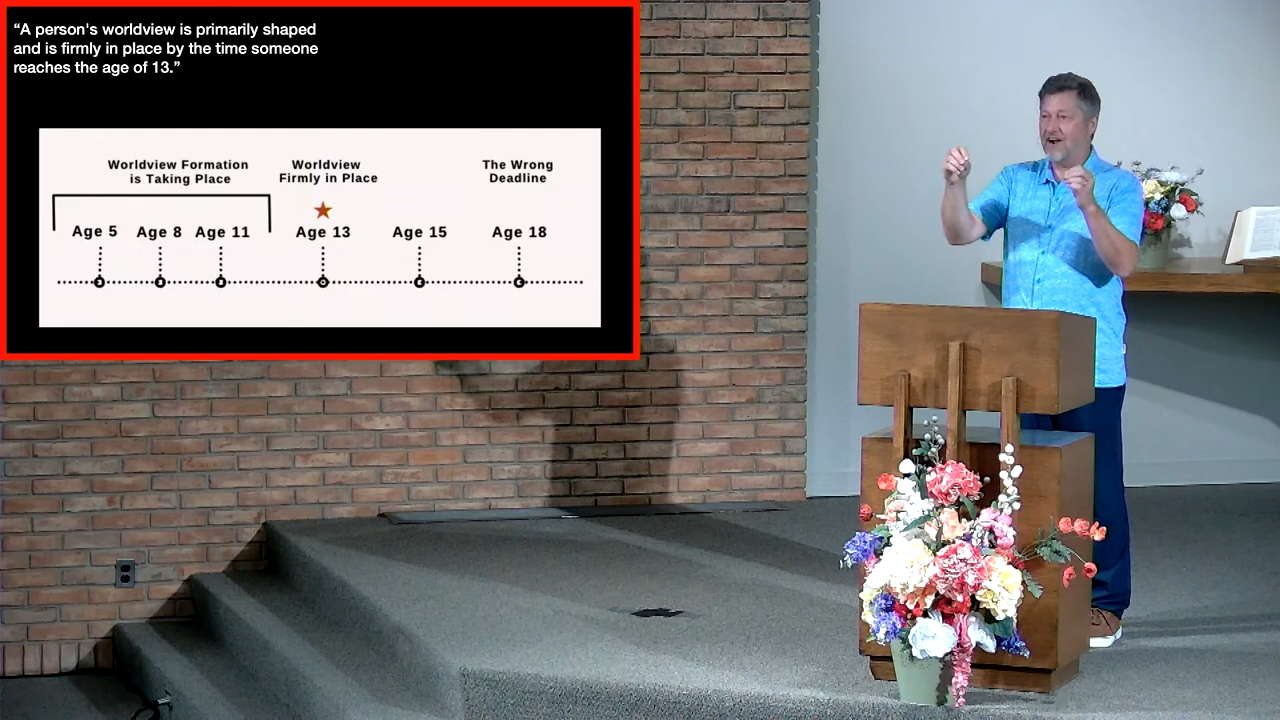 “A person's worldview is primarily shaped
and is firmly in place by the time someone
reaches the age of 13.”
Worldview Formation
is Taking Place
Worldview
Firmly in Place
The Wrong
Deadline
Age 5 Age 8 Age 11 Age 13 Age 15 Age 18